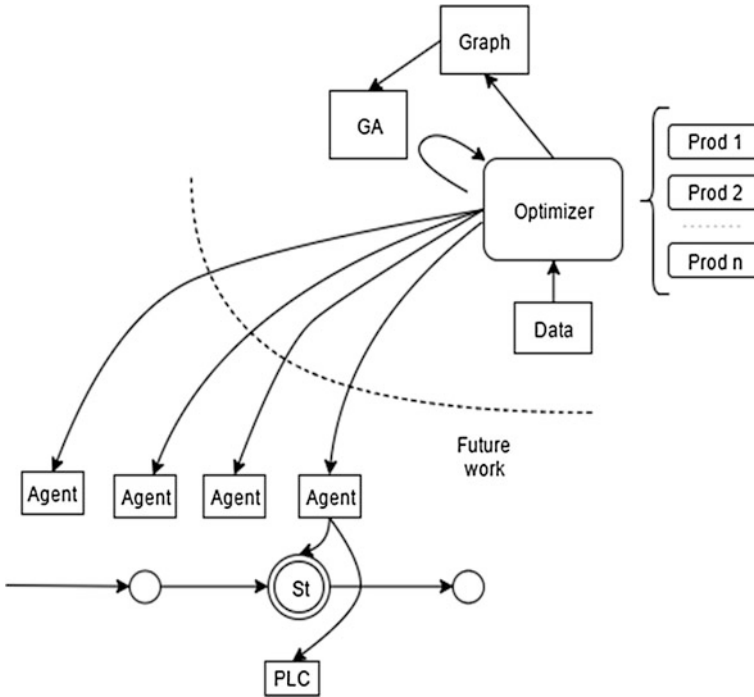 Graph
GA
Prod 1
Optimizer
Prod 2
Prod n
Data
Future
work
Agent
Agent
Agent
Agent
St
PLC